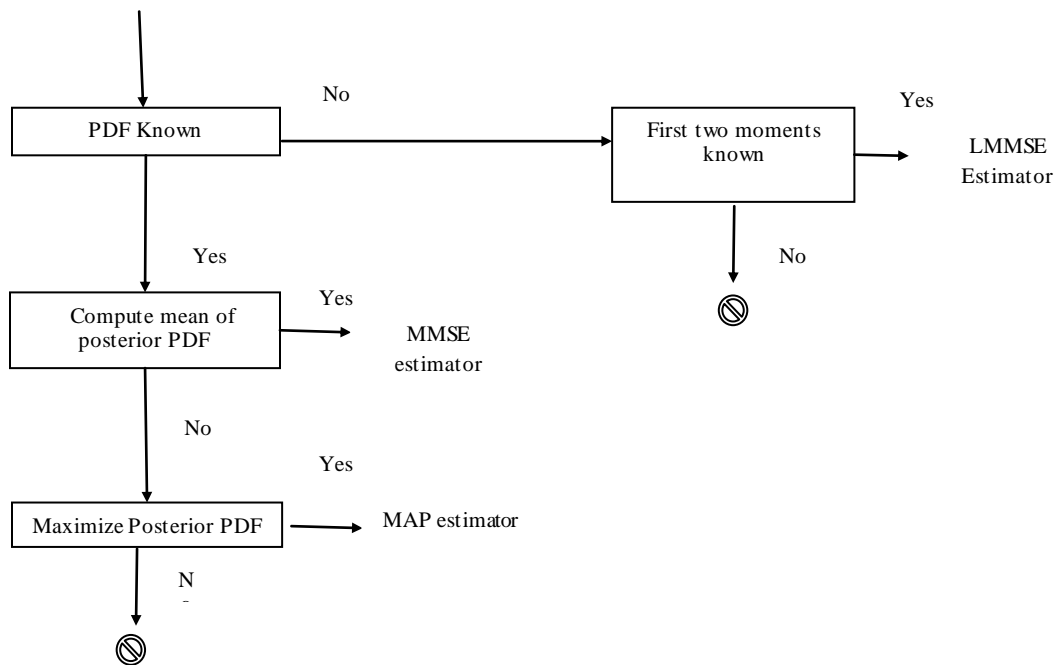 No
Yes
PDF Known
First two moments
known
LMMSE
Estimator
Yes
No
Compute mean of
posterior PDF
Yes
MMSE
estimator
No
Yes
Maximize Posterior PDF
MAP estimator
N